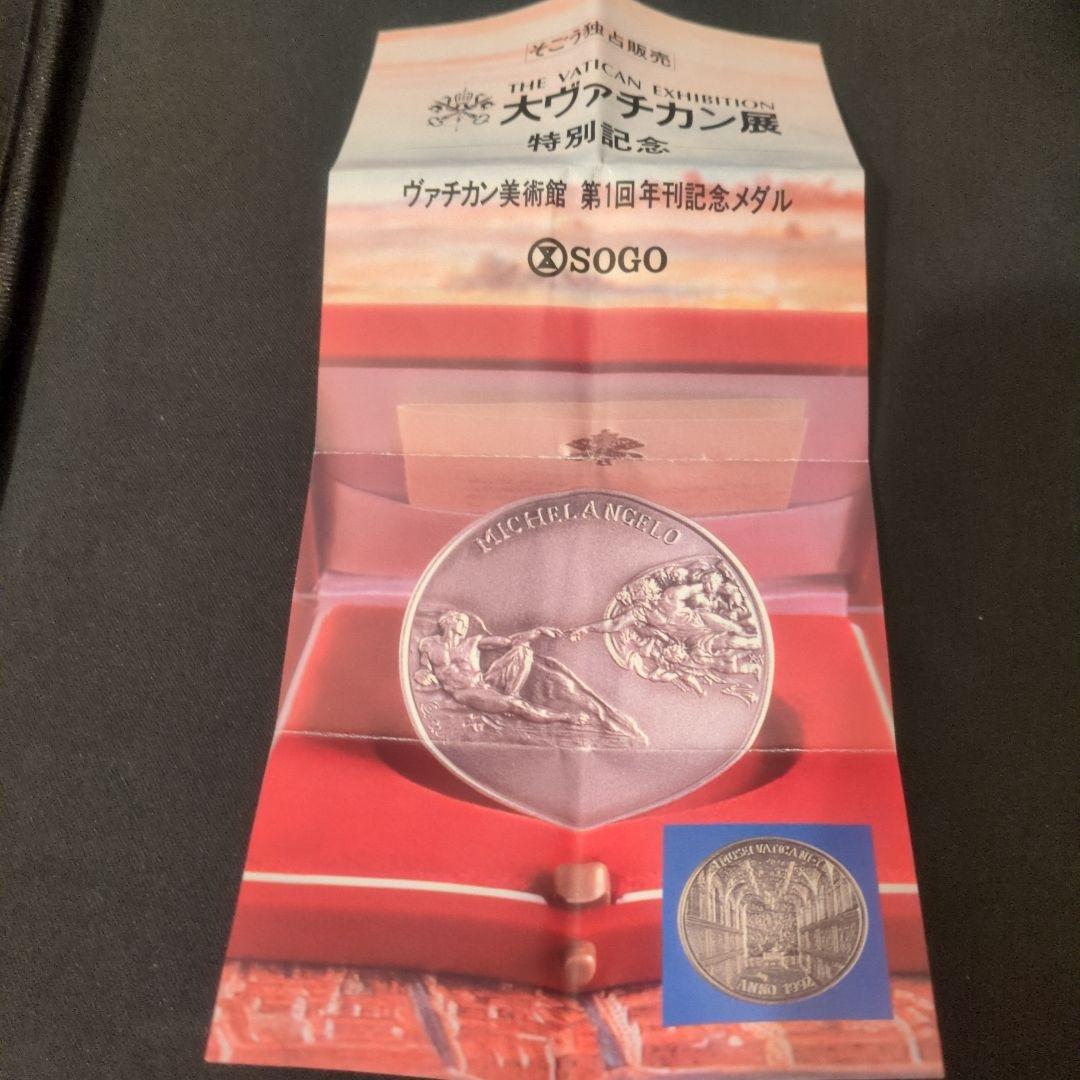 そごう独占販売
THE VATICAN EXHIBITION
大ヴァチカン展
特別記念
ヴァチカン美術館 第1回年刊記念メダル
SOGO
MICHELANGELO
MUSEI VATICANI-I
ANNO 1992